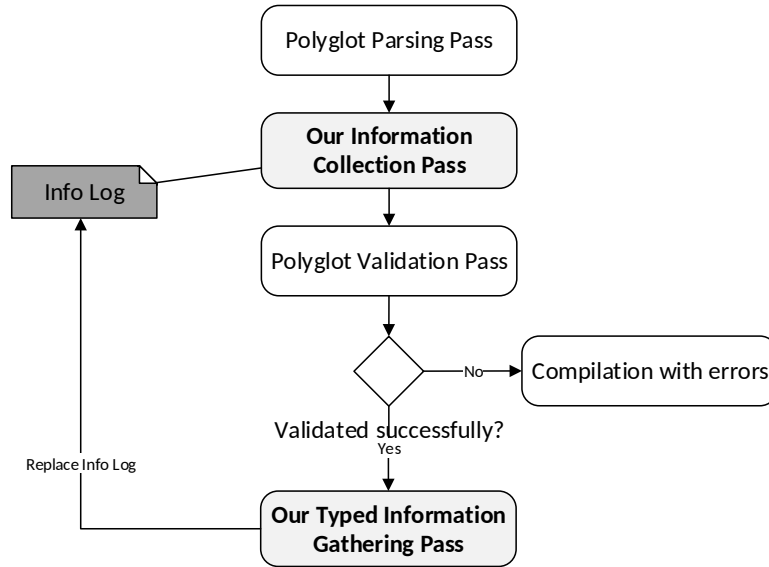 Polyglot Parsing Pass
Our Information
Collection Pass
Info Log
Polyglot Validation Pass
No
Compilation with errors
Validated successfully?
Yes
Replace Info Log
Our Typed Information
Gathering Pass